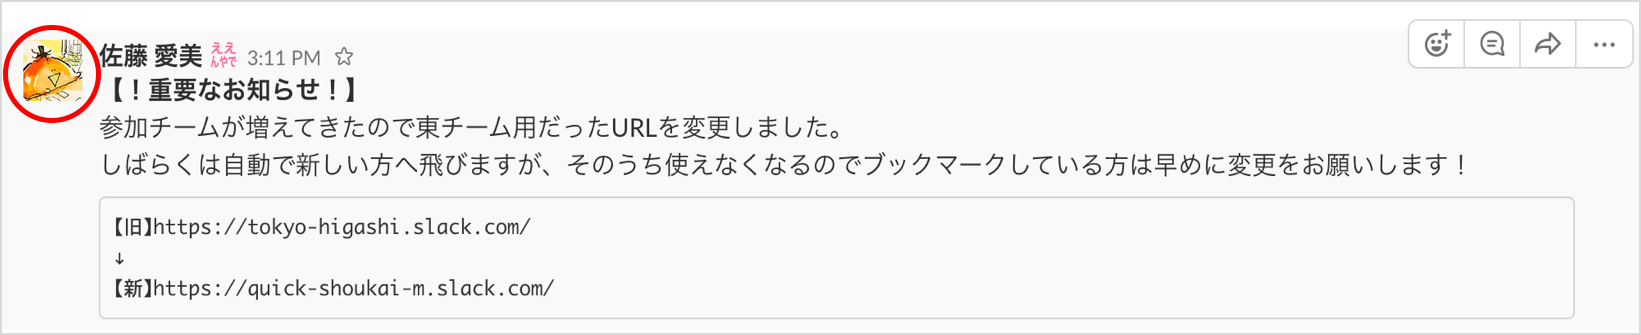 佐藤 愛美 ええんやで 3:11 PM
【！重要なお知らせ！】
参加チームが増えてきたので東チーム用だったURLを変更しました。
しばらくは自動で新しい方へ飛びますが、そのうち使えなくなるのでブックマークしている方は早めに変更をお願いします！
【旧】https://tokyo-higashi.slack.com/
↓
【新】https://quick-shoukai-m.slack.com/